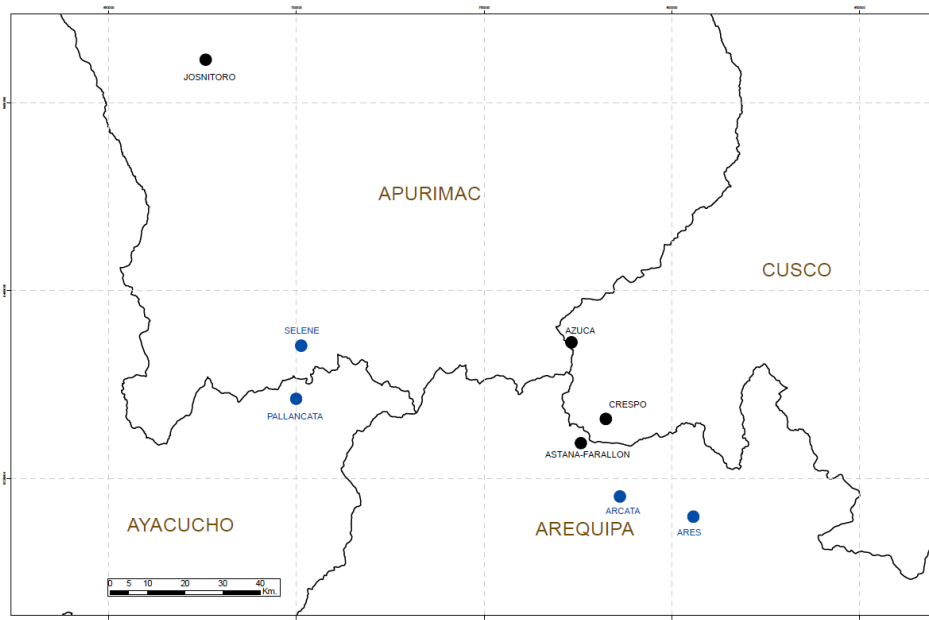 JOSNITORO
APURIMAC
CUSCO
SELENE
AZUCA
PALLANCATA
CRESPO
ASTANA-FARALLON
ARCATA
AYACUCHO
AREQUIPA
ARES
0 5 10 20 30 40
Km.